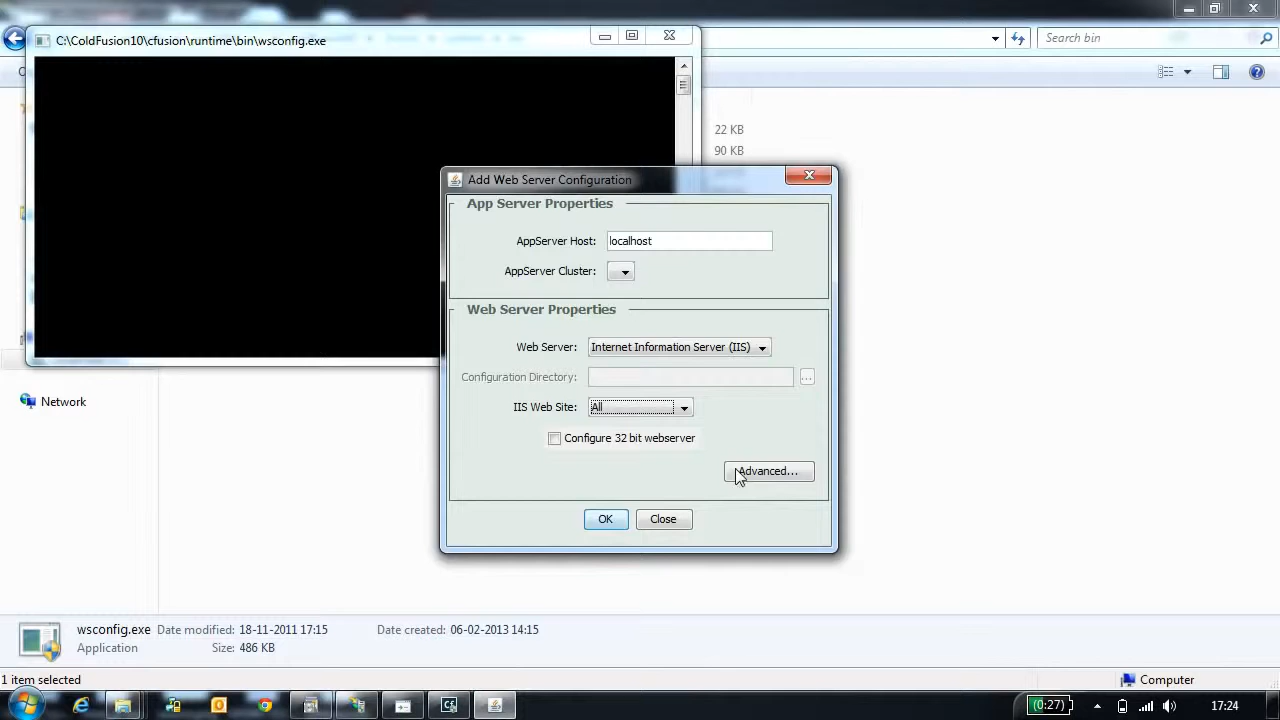 C:\ColdFusion10\cfusion\runtime\bin\wsconfig.exe
Search bin
22 KB
90 KB
Add Web Server Configuration
App Server Properties
AppServer Host: localhost
AppServer Cluster:
Web Server Properties
Web Server: Internet Information Server (IIS)
Configuration Directory: ...
IIS Web Site: All
Configure 32 bit webserver
Advanced...
OK Close
Network
wsconfig.exe Date modified: 18-11-2011 17:15 Date created: 06-02-2013 14:15
Application Size: 486 KB
1 item selected Computer
(0:27) 17:24